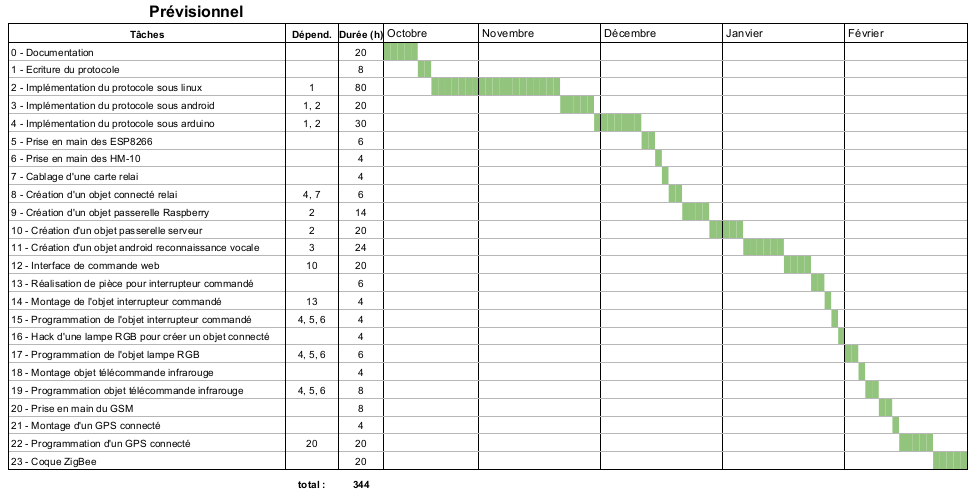 Prévisionnel
Tâches Dépend. Durée (h) Octobre Novembre Décembre Janvier Février
0 - Documentation 20
1 - Ecriture du protocole 8
2 - Implémentation du protocole sous linux 1 80
3 - Implémentation du protocole sous android 1, 2 20
4 - Implémentation du protocole sous arduino 1, 2 30
5 - Prise en main des ESP8266 6
6 - Prise en main des HM-10 4
7 - Cablage d'une carte relai 4
8 - Création d'un objet connecté relai 4, 7 6
9 - Création d'un objet passerelle Raspberry 2 14
10 - Création d'un objet passerelle serveur 2 20
11 - Création d'un objet android reconnaissance vocale 3 24
12 - Interface de commande web 10 20
13 - Réalisation de pièce pour interrupteur commandé 6
14 - Montage de l'objet interrupteur commandé 13 4
15 - Programmation de l'objet interrupteur commandé 4, 5, 6 4
16 - Hack d'une lampe RGB pour créer un objet connecté 4
17 - Programmation de l'objet lampe RGB 4, 5, 6 6
18 - Montage objet télécommande infrarouge 4
19 - Programmation objet télécommande infrarouge 4, 5, 6 8
20 - Prise en main du GSM 8
21 - Montage d'un GPS connecté 4
22 - Programmation d'un GPS connecté 20 20
23 - Coque ZigBee 20
total : 344